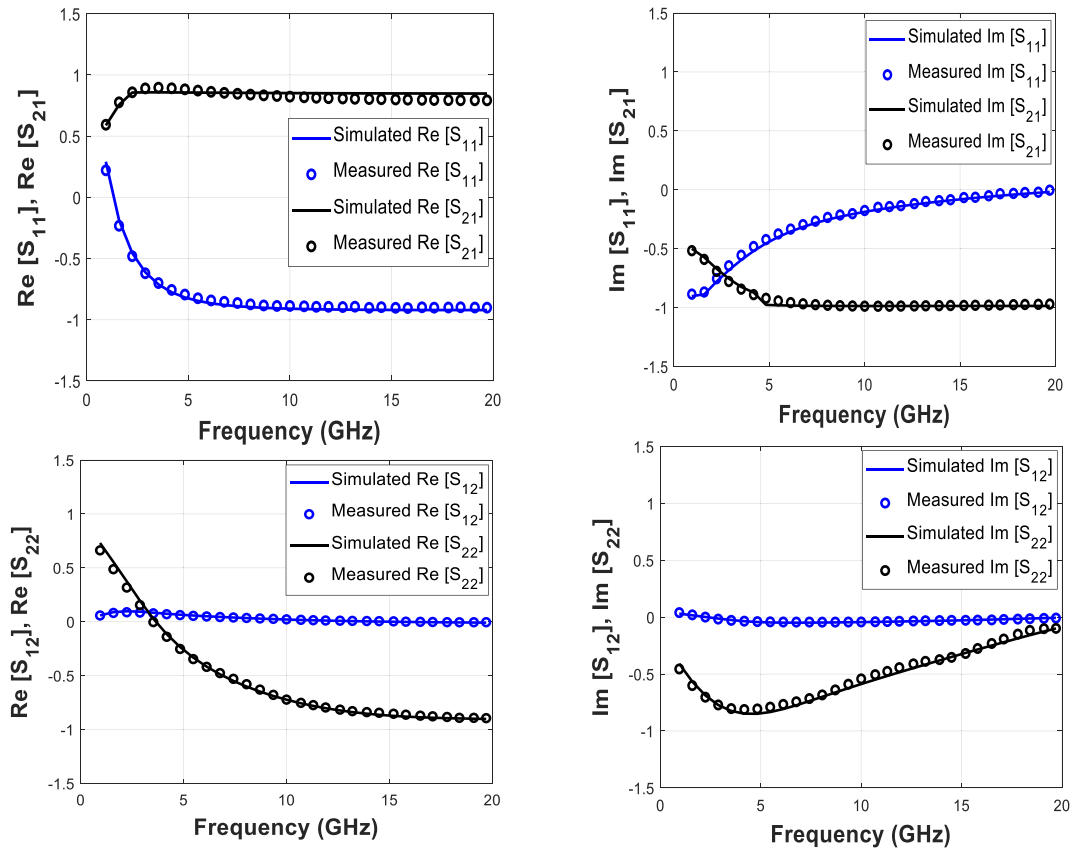 1.5
1
0.5
0
-0.5
-1
-1.5
0 5 10 15 20
Re [S11], Re [S21]
Frequency (GHz)
Simulated Re [S11]
Measured Re [S11]
Simulated Re [S21]
Measured Re [S21]
1.5
1
0.5
0
-0.5
-1
-1.5
0 5 10 15 20
Im [S11], Im [S21]
Frequency (GHz)
Simulated Im [S11]
Measured Im [S11]
Simulated Im [S21]
Measured Im [S21]
1.5
1
0.5
0
-0.5
-1
-1.5
0 5 10 15 20
Re [S12], Re [S22]
Frequency (GHz)
Simulated Re [S12]
Measured Re [S12]
Simulated Re [S22]
Measured Re [S22]
1.5
1
0.5
0
-0.5
-1
-1.5
0 5 10 15 20
Im [S12], Im [S22]
Frequency (GHz)
Simulated Im [S12]
Measured Im [S12]
Simulated Im [S22]
Measured Im [S22]